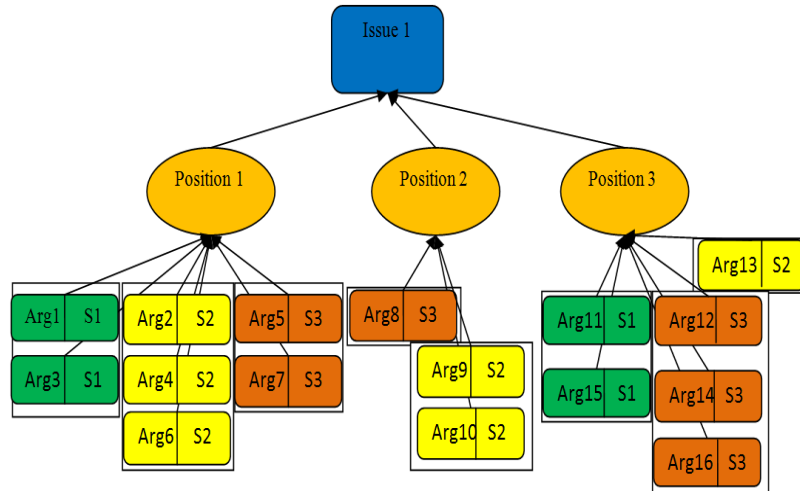 Issue 1
Position 1
Position 2
Position 3
Arg13 S2
Arg1 S1
Arg2 S2
Arg5 S3
Arg8 S3
Arg11 S1
Arg12 S3
Arg3 S1
Arg4 S2
Arg7 S3
Arg9 S2
Arg15 S1
Arg14 S3
Arg6 S2
Arg10 S2
Arg16 S3